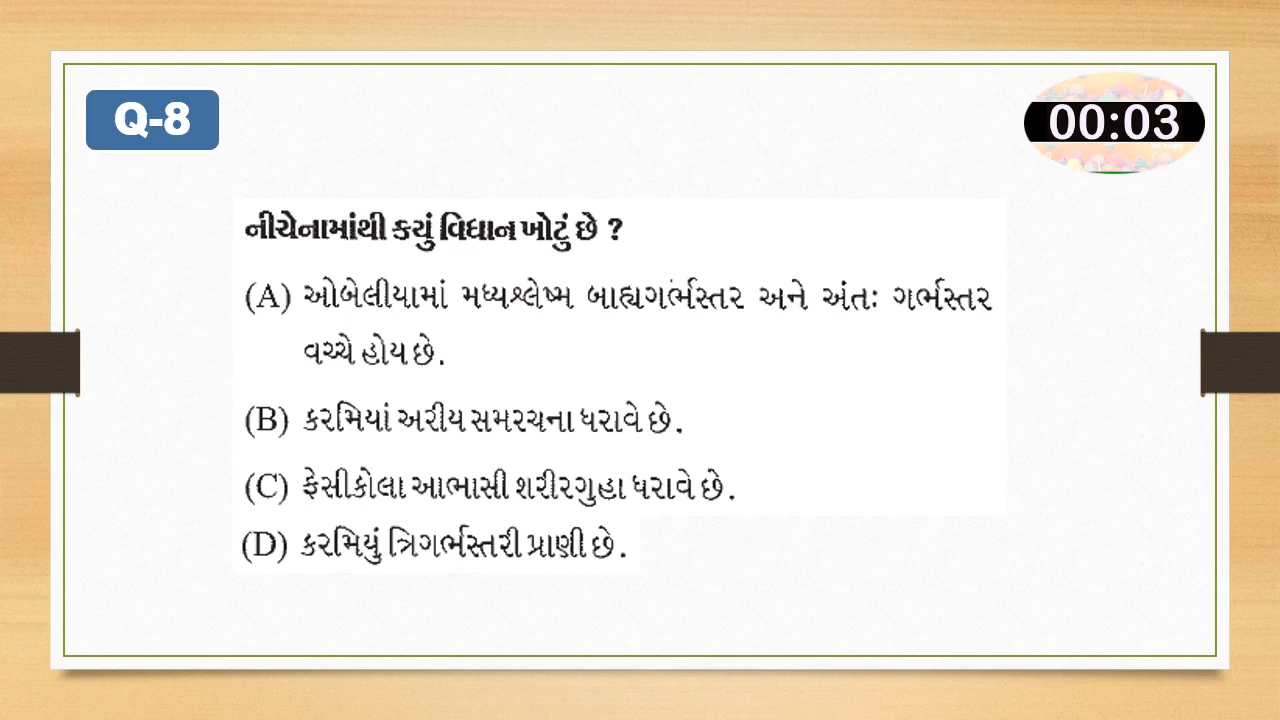 Q-8
00:03
નીચેનામાંથી કયું વિધાન ખોટું છે ?
(A) ઓબેલીયામાં મધ્યશ્લેષ્મ બાહ્યગર્ભસ્તર અને અંતઃ ગર્ભસ્તર
વચ્ચે હોય છે.
(B) કરમિયાં અરીય સમરચના ધરાવે છે.
(C) ફેસીકોલા આભાસી શરીરગુહા ધરાવે છે.
(D) કરમિયું ત્રિગર્ભસ્તરી પ્રાણી છે.